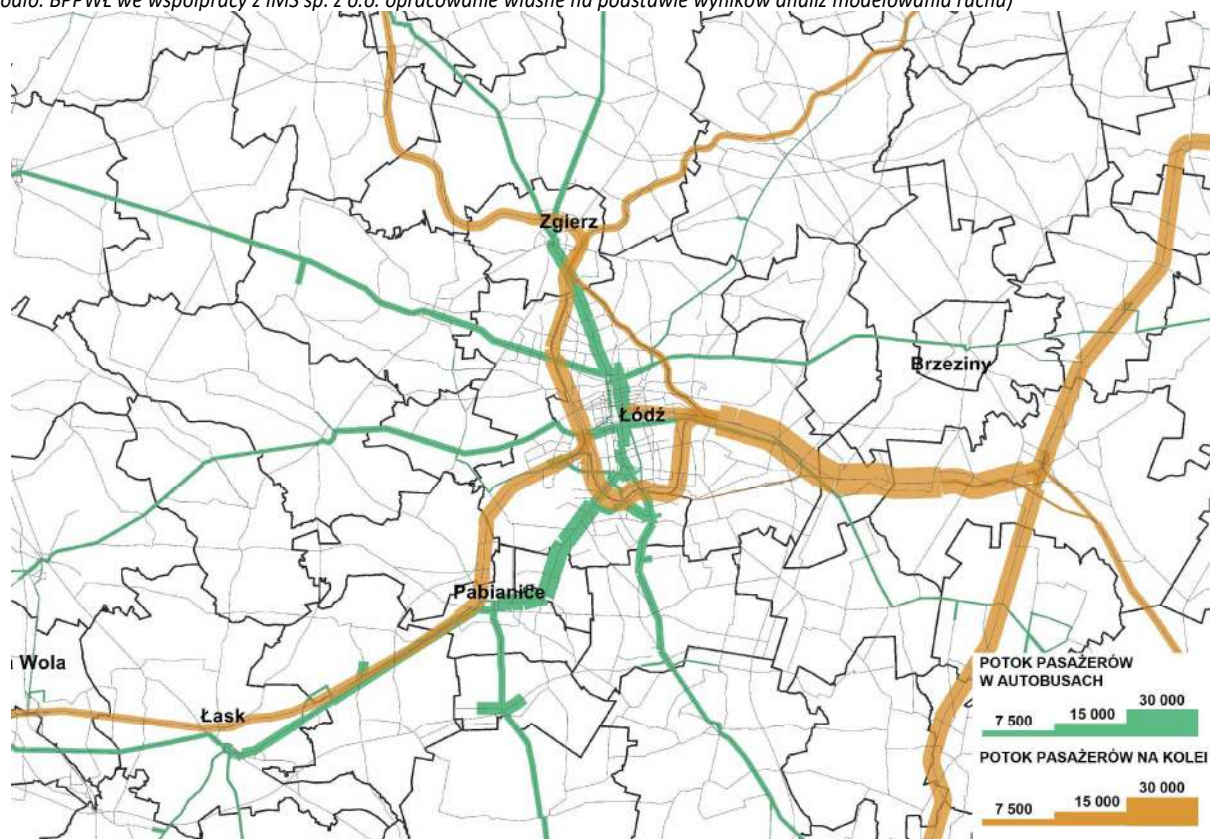 BPPWŁ we współpracy z IMS sp. z o.o. opracowanie własne na podstawie wyników analiz modelowania ruchu)
Zgierz
Brzeziny
Łódź
Pabianice
Wola
Łask
POTOK PASAŻERÓW
W AUTOBUSACH
7 500 15 000 30 000
POTOK PASAŻERÓW NA KOLEI
7 500 15 000 30 000